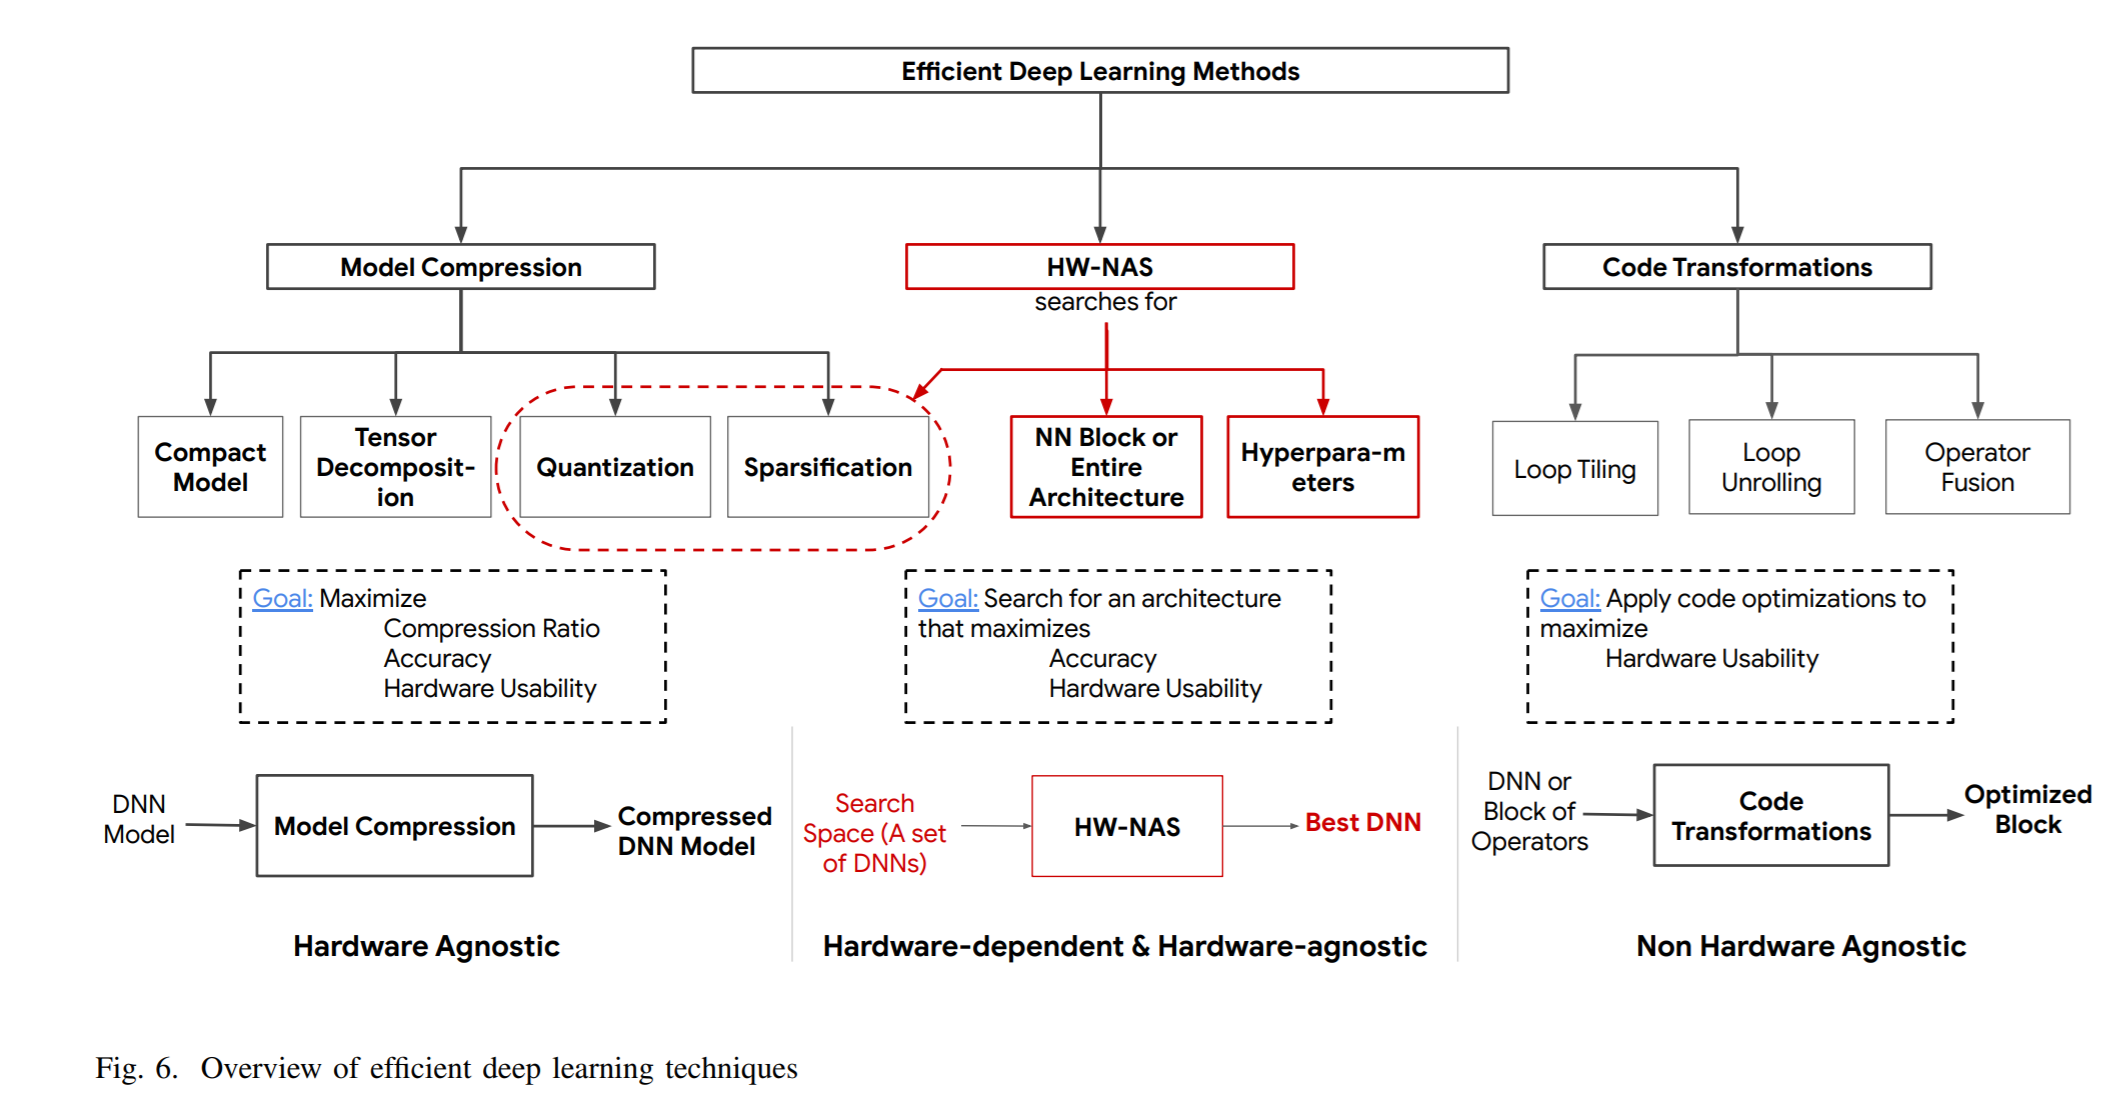 Efficient Deep Learning Methods
Model Compression
HW-NAS
Code Transformations
searches for
Compact
Model
Tensor
Decomposit-
ion
Quantization
Sparsification
NN Block or
Entire
Architecture
Hyperpara-m
eters
Loop Tiling
Loop
Unrolling
Operator
Fusion
Goal: Maximize
Compression Ratio
Accuracy
Hardware Usability
Goal: Search for an architecture
that maximizes
Accuracy
Hardware Usability
Goal: Apply code optimizations to
maximize
Hardware Usability
DNN
Model
Model Compression
Compressed
DNN Model
Search
Space (A set
of DNNs)
HW-NAS
Best DNN
DNN or
Block of
Operators
Code
Transformations
Optimized
Block
Hardware Agnostic
Hardware-dependent & Hardware-agnostic
Non Hardware Agnostic
Fig. 6. Overview of efficient deep learning techniques